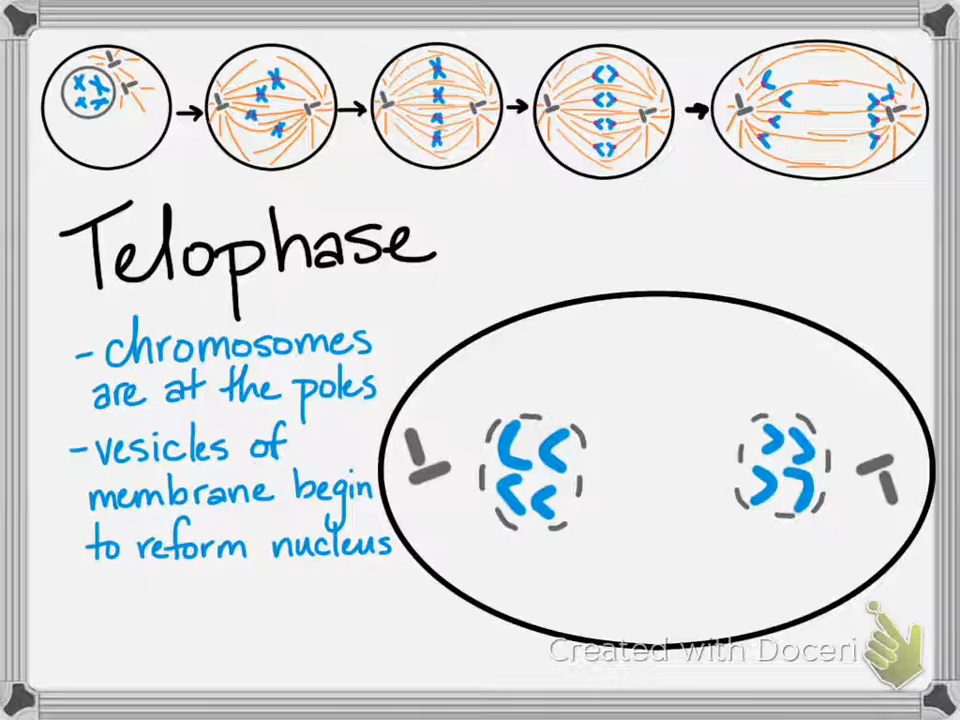 Telophase
- chromosomes
are at the poles
- vesicles of
membrane begin
to reform nucleus
Created with Doceri